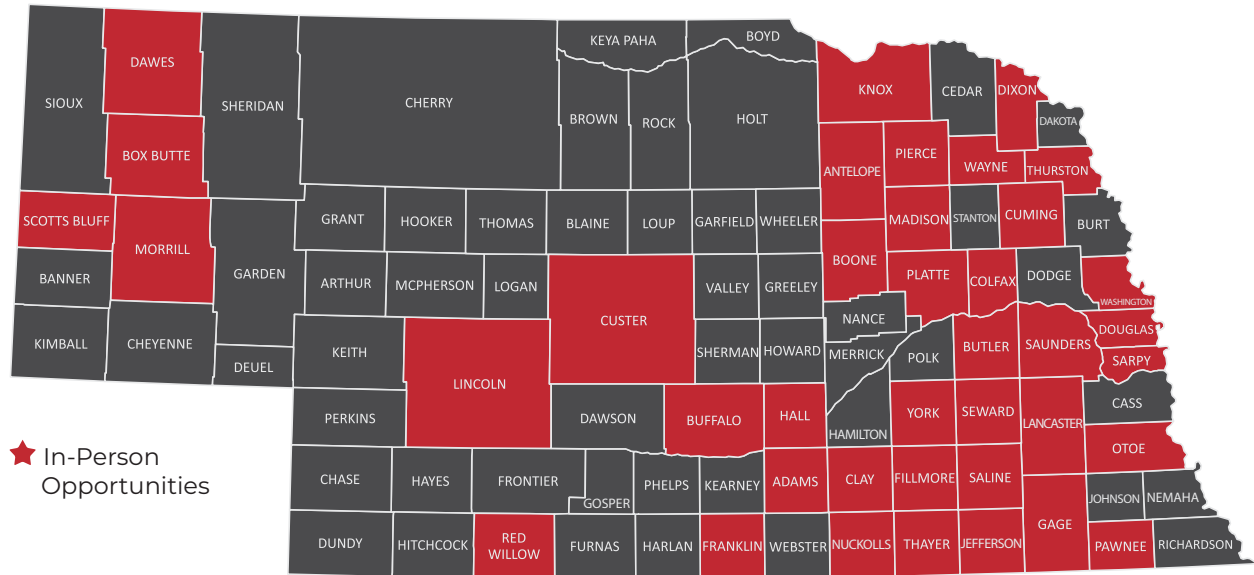 KEYA PAHA
BOYD
DAWES
KNOX
CEDAR
DIXON
SIOUX
SHERIDAN
CHERRY
BROWN
ROCK
HOLT
DAKOTA
BOX BUTTE
ANTELOPE
PIERCE
WAYNE
THURSTON
SCOTTS BLUFF
GRANT
HOOKER
THOMAS
BLAINE
LOUP
GARFIELD
WHEELER
MADISON
STANTON
CUMING
BURT
MORRILL
BANNER
GARDEN
ARTHUR
MCPHERSON
LOGAN
CUSTER
VALLEY
GREELEY
BOONE
PLATTE
COLFAX
DODGE
WASHINGTON
NANCE
KIMBALL
CHEYENNE
DEUEL
KEITH
LINCOLN
SHERMAN
HOWARD
MERRICK
POLK
BUTLER
SAUNDERS
DOUGLAS
SARPY
PERKINS
DAWSON
BUFFALO
HALL
HAMILTON
YORK
SEWARD
LANCASTER
CASS
OTOE
In-Person
Opportunities
CHASE
HAYES
FRONTIER
GOSPER
PHELPS
KEARNEY
ADAMS
CLAY
FILLMORE
SALINE
GAGE
JOHNSON
NEMAHA
DUNDY
HITCHCOCK
RED
WILLOW
FURNAS
HARLAN
FRANKLIN
WEBSTER
NUCKOLLS
THAYER
JEFFERSON
PAWNEE
RICHARDSON